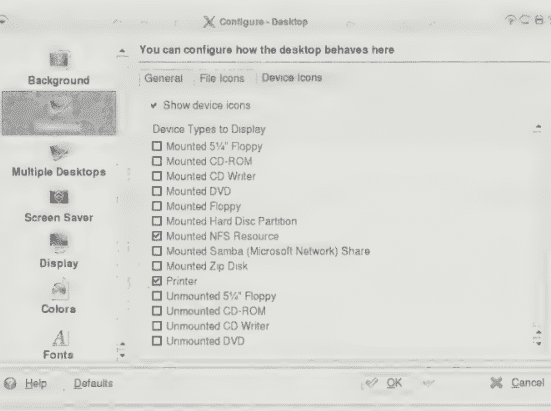 Configure - Desktop
You can configure how the desktop behaves here
Background
Multiple Desktops
Screen Saver
Display
Colors
Fonts
General File Icons Device Icons
Show device icons
Device Types to Display
Mounted 5¼" Floppy
Mounted CD-ROM
Mounted CD Writer
Mounted DVD
Mounted Floppy
Mounted Hard Disc Partition
Mounted NFS Resource
Mounted Samba (Microsoft Network) Share
Mounted Zip Disk
Printer
Unmounted 5¼" Floppy
Unmounted CD-ROM
Unmounted CD Writer
Unmounted DVD
Help Defaults OK Cancel